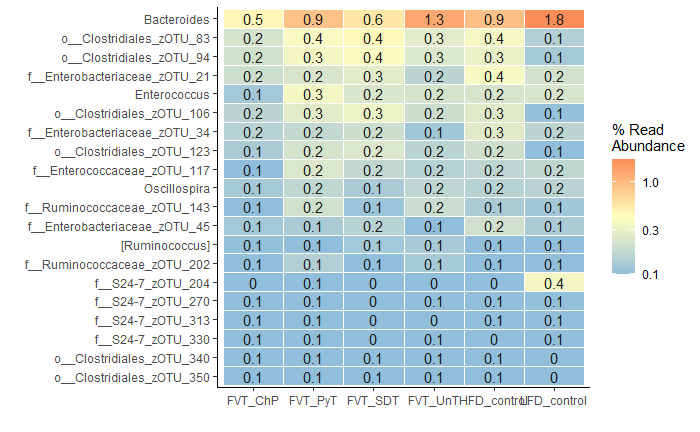 Bacteroides 0.5 0.9 0.6 1.3 0.9 1.8
o__Clostridiales_zOTU_83 0.2 0.4 0.4 0.3 0.4 0.1
o__Clostridiales_zOTU_94 0.2 0.3 0.4 0.3 0.3 0.2
f__Enterobacteriaceae_zOTU_21 0.2 0.2 0.3 0.2 0.4 0.2
Enterococcus 0.1 0.3 0.2 0.2 0.2 0.2
o__Clostridiales_zOTU_106 0.2 0.3 0.3 0.2 0.3 0.1
f__Enterobacteriaceae_zOTU_34 0.2 0.2 0.2 0.1 0.3 0.2
o__Clostridiales_zOTU_123 0.1 0.2 0.2 0.2 0.2 0.1
f__Enterococcaceae_zOTU_117 0.1 0.2 0.2 0.2 0.2 0.2
Oscillospira 0.1 0.2 0.1 0.2 0.2 0.2
f__Ruminococcaceae_zOTU_143 0.1 0.2 0.1 0.2 0.1 0.1
f__Enterobacteriaceae_zOTU_45 0.1 0.1 0.2 0.1 0.2 0.1
[Ruminococcus] 0.1 0.1 0.1 0.1 0.1 0.1
f__Ruminococcaceae_zOTU_202 0.1 0.1 0.1 0.1 0.1 0.1
f__S24-7_zOTU_204 0 0.1 0 0 0 0.4
f__S24-7_zOTU_270 0.1 0.1 0 0.1 0.1 0.1
f__S24-7_zOTU_313 0.1 0.1 0 0 0.1 0.1
f__S24-7_zOTU_330 0.1 0.1 0 0.1 0 0.1
o__Clostridiales_zOTU_340 0.1 0.1 0.1 0.1 0.1 0
o__Clostridiales_zOTU_350 0.1 0.1 0.1 0.1 0.1 0
FVT_ChP FVT_PyT FVT_SDT FVT_UnT HFD_control LFD_control
% Read
Abundance
1.0
0.3
0.1